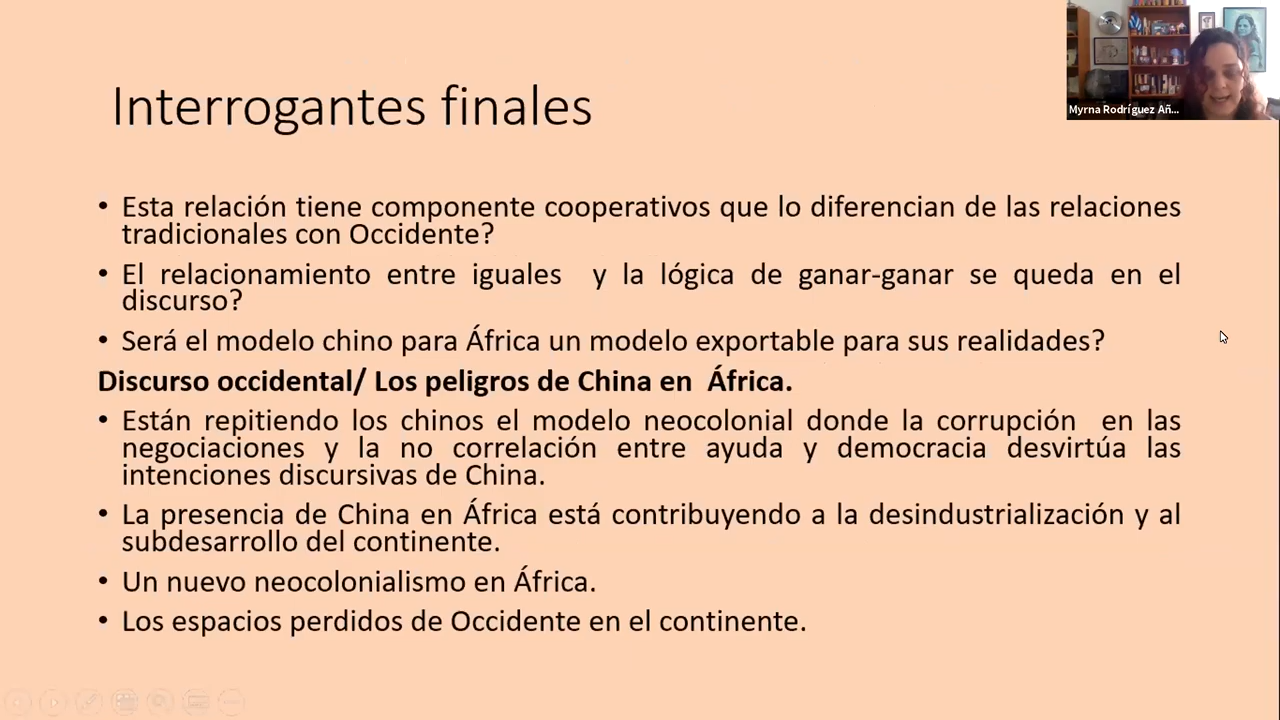 Interrogantes finales
Myrna Rodríguez Añ...
• Esta relación tiene componente cooperativos que lo diferencian de las relaciones
tradicionales con Occidente?
• El relacionamiento entre iguales y la lógica de ganar-ganar se queda en el
discurso?
• Será el modelo chino para África un modelo exportable para sus realidades?
Discurso occidental/ Los peligros de China en África.
• Están repitiendo los chinos el modelo neocolonial donde la corrupción en las
negociaciones y la no correlación entre ayuda y democracia desvirtúa las
intenciones discursivas de China.
• La presencia de China en África está contribuyendo a la desindustrialización y al
subdesarrollo del continente.
• Un nuevo neocolonialismo en África.
• Los espacios perdidos de Occidente en el continente.